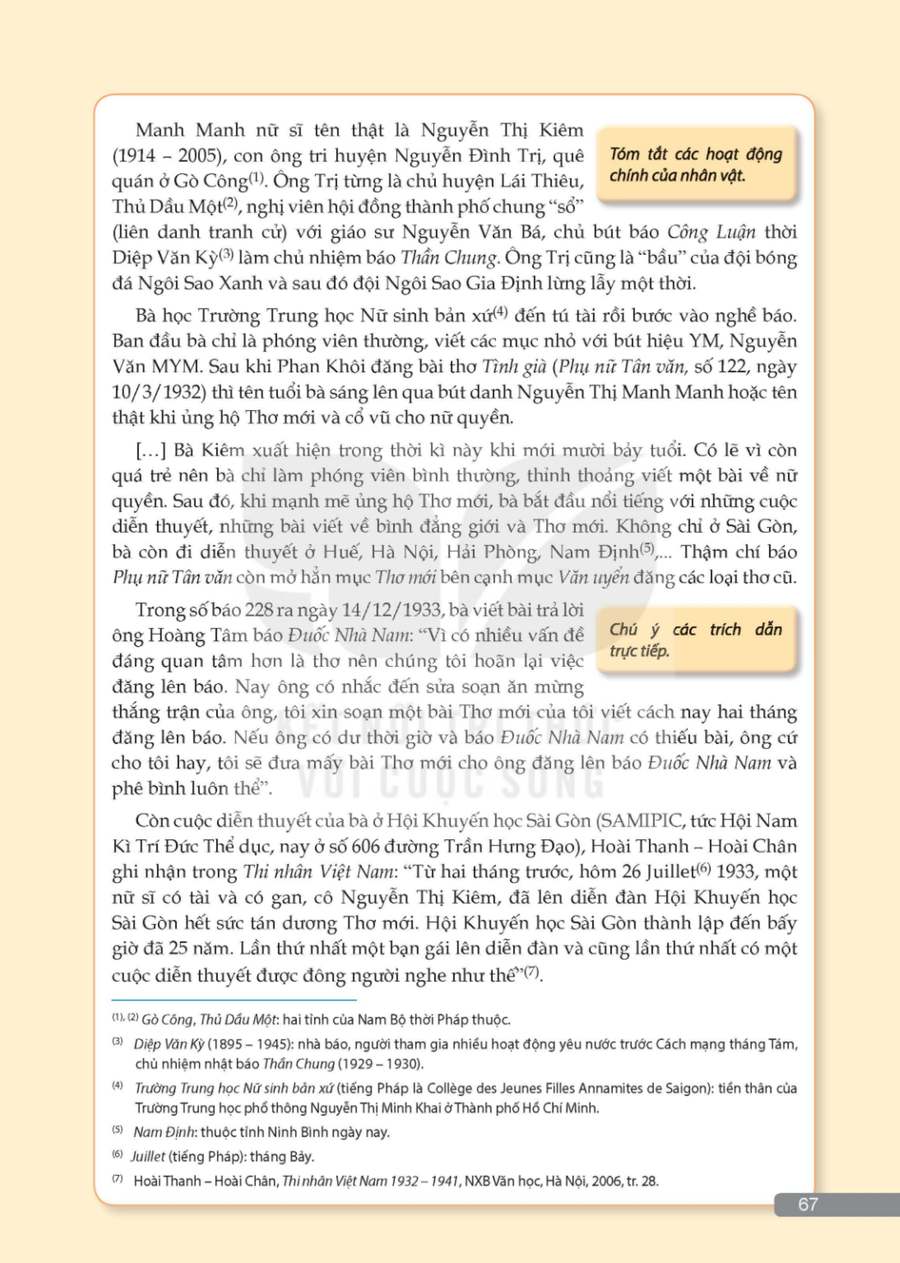 Manh Manh nữ sĩ tên thật là Nguyễn Thị Kiêm
(1914 – 2005), con ông tri huyện Nguyễn Đình Trị, quê
quán ở Gò Công(1). Ông Trị từng là chủ huyện Lái Thiêu,
Thủ Dầu Một(2), nghị viên hội đồng thành phố chung “sổ”
(liên danh tranh cử) với giáo sư Nguyễn Văn Bá, chủ bút báo Công Luận thời
Diệp Văn Kỳ(3) làm chủ nhiệm báo Thần Chung. Ông Trị cũng là “bầu” của đội bóng
đá Ngôi Sao Xanh và sau đó đội Ngôi Sao Gia Định lừng lẫy một thời.
Tóm tắt các hoạt động
chính của nhân vật.
Bà học Trường Trung học Nữ sinh bản xứ(4) đến tú tài rồi bước vào nghề báo.
Ban đầu bà chỉ là phóng viên thường, viết các mục nhỏ với bút hiệu YM, Nguyễn
Văn MYM. Sau khi Phan Khôi đăng bài thơ Tình già (Phụ nữ Tân văn, số 122, ngày
10/3/1932) thì tên tuổi bà sáng lên qua bút danh Nguyễn Thị Manh Manh hoặc tên
thật khi ủng hộ Thơ mới và cổ vũ cho nữ quyền.
[…] Bà Kiêm xuất hiện trong thời kì này khi mới mười bảy tuổi. Có lẽ vì còn
quá trẻ nên bà chỉ làm phóng viên bình thường, thỉnh thoảng viết một bài về nữ
quyền. Sau đó, khi mạnh mẽ ủng hộ Thơ mới, bà bắt đầu nổi tiếng với những cuộc
diễn thuyết, những bài viết về bình đẳng giới và Thơ mới. Không chỉ ở Sài Gòn,
bà còn đi diễn thuyết ở Huế, Hà Nội, Hải Phòng, Nam Định(5),... Thậm chí báo
Phụ nữ Tân văn còn mở hẳn mục Thơ mới bên cạnh mục Văn uyển đăng các loại thơ cũ.
Trong số báo 228 ra ngày 14/12/1933, bà viết bài trả lời
ông Hoàng Tâm báo Đuốc Nhà Nam: “Vì có nhiều vấn đề
đáng quan tâm hơn là thơ nên chúng tôi hoãn lại việc
đăng lên báo. Nay ông có nhắc đến sửa soạn ăn mừng
thắng trận của ông, tôi xin soạn một bài Thơ mới của tôi viết cách nay hai tháng
đăng lên báo. Nếu ông có dư thời giờ và báo Đuốc Nhà Nam có thiếu bài, ông cứ
cho tôi hay, tôi sẽ đưa mấy bài Thơ mới cho ông đăng lên báo Đuốc Nhà Nam và
phê bình luôn thể”.
Chú ý các trích dẫn
trực tiếp.
KẾT NỐI TRI THỨC
VỚI CUỘC SỐNG
Còn cuộc diễn thuyết của bà ở Hội Khuyến học Sài Gòn (SAMIPIC, tức Hội Nam
Kì Trí Đức Thể dục, nay ở số 606 đường Trần Hưng Đạo), Hoài Thanh – Hoài Chân
ghi nhận trong Thi nhân Việt Nam: “Từ hai tháng trước, hôm 26 Juillet(6) 1933, một
nữ sĩ có tài và có gan, cô Nguyễn Thị Kiêm, đã lên diễn đàn Hội Khuyến học
Sài Gòn hết sức tán dương Thơ mới. Hội Khuyến học Sài Gòn thành lập đến bấy
giờ đã 25 năm. Lần thứ nhất một bạn gái lên diễn đàn và cũng lần thứ nhất có một
cuộc diễn thuyết được đông người nghe như thế”(7).
(1), (2) Gò Công, Thủ Dầu Một: hai tỉnh của Nam Bộ thời Pháp thuộc.
(3) Diệp Văn Kỳ (1895 – 1945): nhà báo, người tham gia nhiều hoạt động yêu nước trước Cách mạng tháng Tám,
chủ nhiệm nhật báo Thần Chung (1929 – 1930).
(4) Trường Trung học Nữ sinh bản xứ (tiếng Pháp là Collège des Jeunes Filles Annamites de Saigon): tiền thân của
Trường Trung học phổ thông Nguyễn Thị Minh Khai ở Thành phố Hồ Chí Minh.
(5) Nam Định: thuộc tỉnh Ninh Bình ngày nay.
(6) Juillet (tiếng Pháp): tháng Bảy.
(7) Hoài Thanh – Hoài Chân, Thi nhân Việt Nam 1932 – 1941, NXB Văn học, Hà Nội, 2006, tr. 28.
67